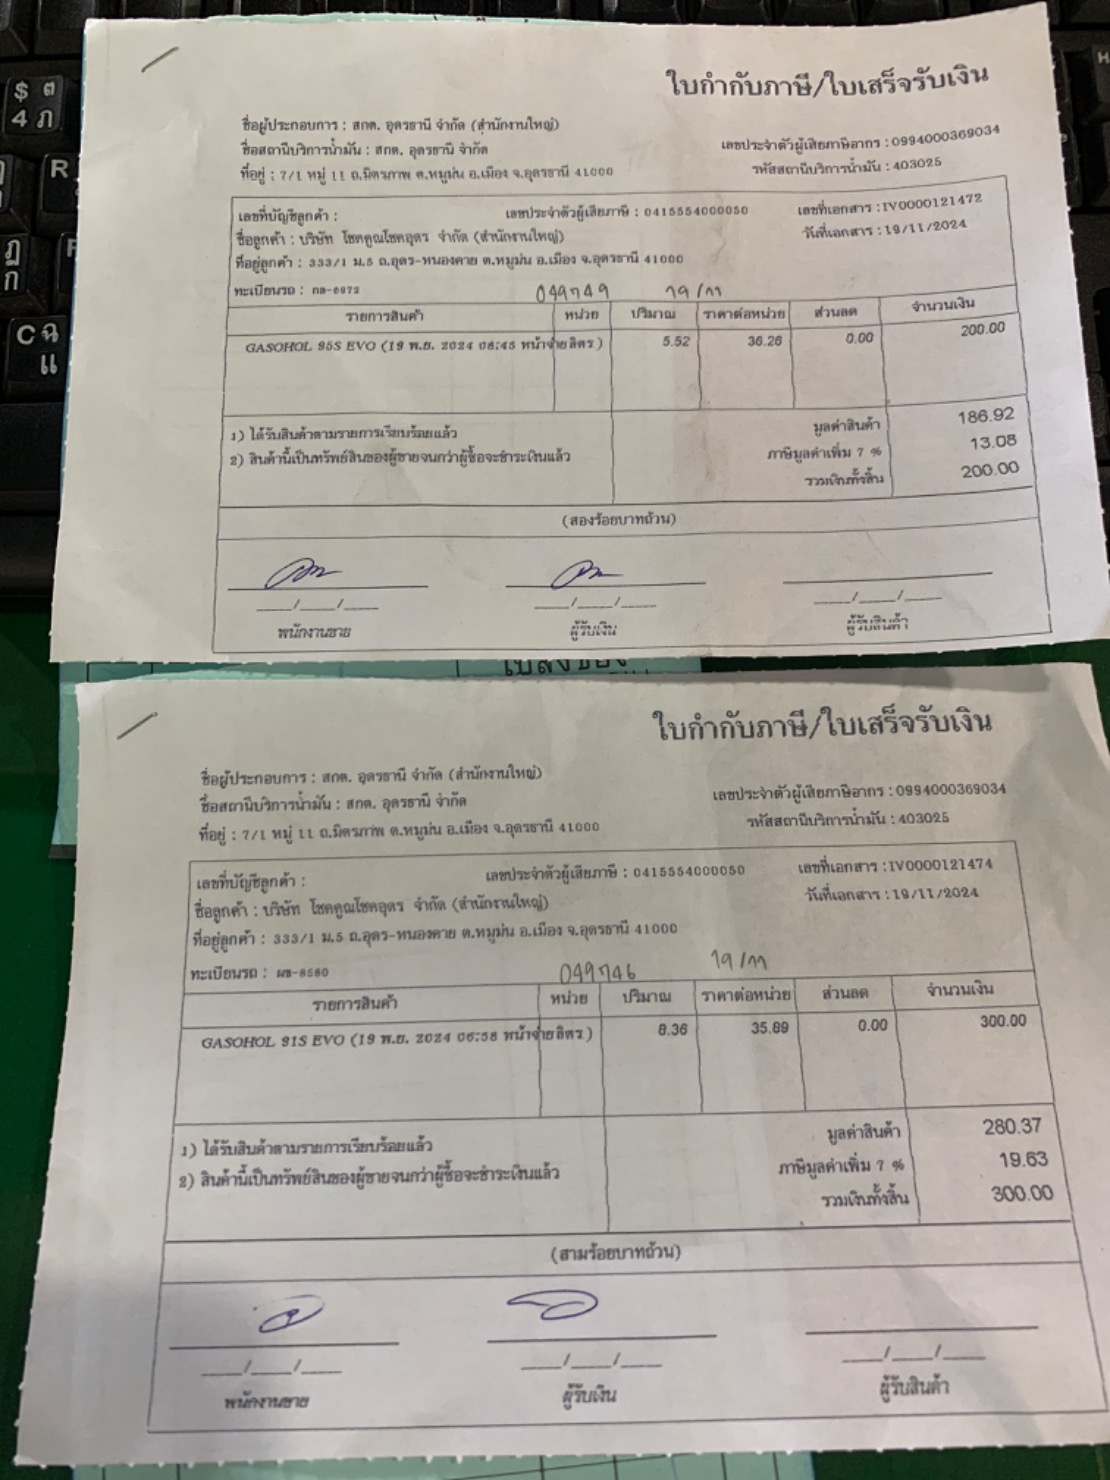 $ ต
4 ภ
R
ฏ
ก
C ฉ
แ
ใบกำกับภาษี/ใบเสร็จรับเงิน
ชื่อผู้ประกอบการ : สกต. อุดรธานี จำกัด (สำนักงานใหญ่)
เลขประจำตัวผู้เสียภาษีอากร : 0994000369034
ชื่อสถานีบริการน้ำมัน : สกต. อุดรธานี จำกัด
รหัสสถานีบริการน้ำมัน : 403025
ที่อยู่ : 7/1 หมู่ 11 ถ.มิตรภาพ ต.หมูม่น อ.เมือง จ.อุดรธานี 41000
เลขที่บัญชีลูกค้า : เลขประจำตัวผู้เสียภาษี : 0415554000050 เลขที่เอกสาร : IV0000121472
ชื่อลูกค้า : บริษัท โชคคูณโชคอุดร จำกัด (สำนักงานใหญ่) วันที่เอกสาร : 19/11/2024
ที่อยู่ลูกค้า : 333/1 ม.5 ถ.อุดร-หนองคาย ต.หมูม่น อ.เมือง จ.อุดรธานี 41000
ทะเบียนรถ : กล-6972 049749 19/11
รายการสินค้า หน่วย ปริมาณ ราคาต่อหน่วย ส่วนลด จำนวนเงิน
GASOHOL 95S EVO (19 พ.ย. 2024 06:45 หน้าจ่ายลิตร ) 5.52 36.26 0.00 200.00
1) ได้รับสินค้าตามรายการเรียบร้อยแล้ว มูลค่าสินค้า 186.92
2) สินค้านี้เป็นทรัพย์สินของผู้ขายจนกว่าผู้ซื้อจะชำระเงินแล้ว ภาษีมูลค่าเพิ่ม 7 % 13.08
รวมเงินทั้งสิ้น 200.00
(สองร้อยบาทถ้วน)
___/___/___ ___/___/___ ___/___/___
พนักงานขาย ผู้รับเงิน ผู้รับสินค้า
ใบส่งของ
ใบกำกับภาษี/ใบเสร็จรับเงิน
ชื่อผู้ประกอบการ : สกต. อุดรธานี จำกัด (สำนักงานใหญ่)
เลขประจำตัวผู้เสียภาษีอากร : 0994000369034
ชื่อสถานีบริการน้ำมัน : สกต. อุดรธานี จำกัด
รหัสสถานีบริการน้ำมัน : 403025
ที่อยู่ : 7/1 หมู่ 11 ถ.มิตรภาพ ต.หมูม่น อ.เมือง จ.อุดรธานี 41000
เลขที่บัญชีลูกค้า : เลขประจำตัวผู้เสียภาษี : 0415554000050 เลขที่เอกสาร : IV0000121474
ชื่อลูกค้า : บริษัท โชคคูณโชคอุดร จำกัด (สำนักงานใหญ่) วันที่เอกสาร : 19/11/2024
ที่อยู่ลูกค้า : 333/1 ม.5 ถ.อุดร-หนองคาย ต.หมูม่น อ.เมือง จ.อุดรธานี 41000
ทะเบียนรถ : ผธ-8580 049746 19/11
รายการสินค้า หน่วย ปริมาณ ราคาต่อหน่วย ส่วนลด จำนวนเงิน
GASOHOL 91S EVO (19 พ.ย. 2024 06:58 หน้าจ่ายลิตร ) 8.36 35.89 0.00 300.00
1) ได้รับสินค้าตามรายการเรียบร้อยแล้ว มูลค่าสินค้า 280.37
2) สินค้านี้เป็นทรัพย์สินของผู้ขายจนกว่าผู้ซื้อจะชำระเงินแล้ว ภาษีมูลค่าเพิ่ม 7 % 19.63
รวมเงินทั้งสิ้น 300.00
(สามร้อยบาทถ้วน)
___/___/___ ___/___/___ ___/___/___
พนักงานขาย ผู้รับเงิน ผู้รับสินค้า